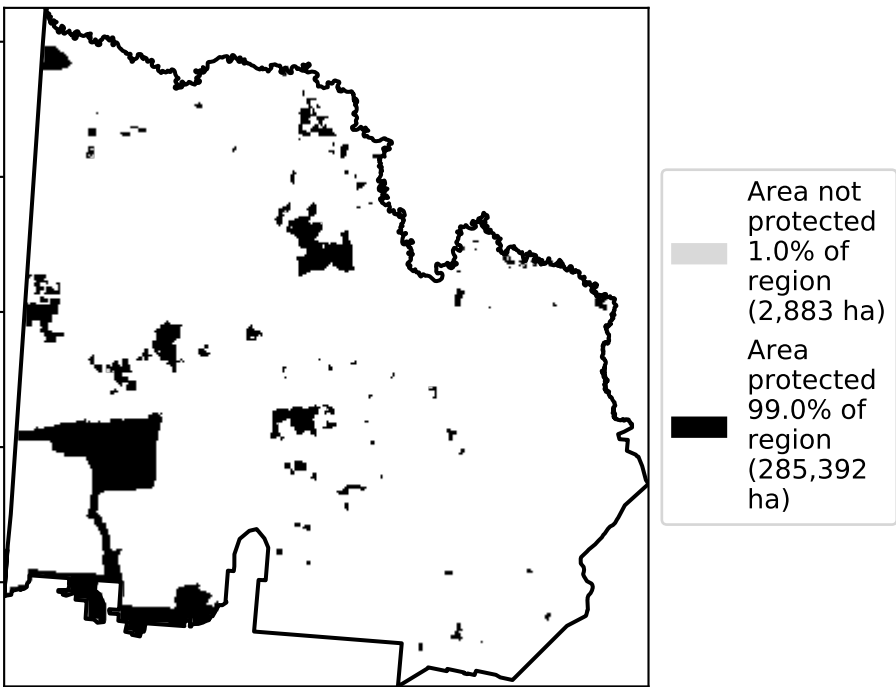 Area not
protected
1.0% of
region
(2,883 ha)
Area
protected
99.0% of
region
(285,392
ha)